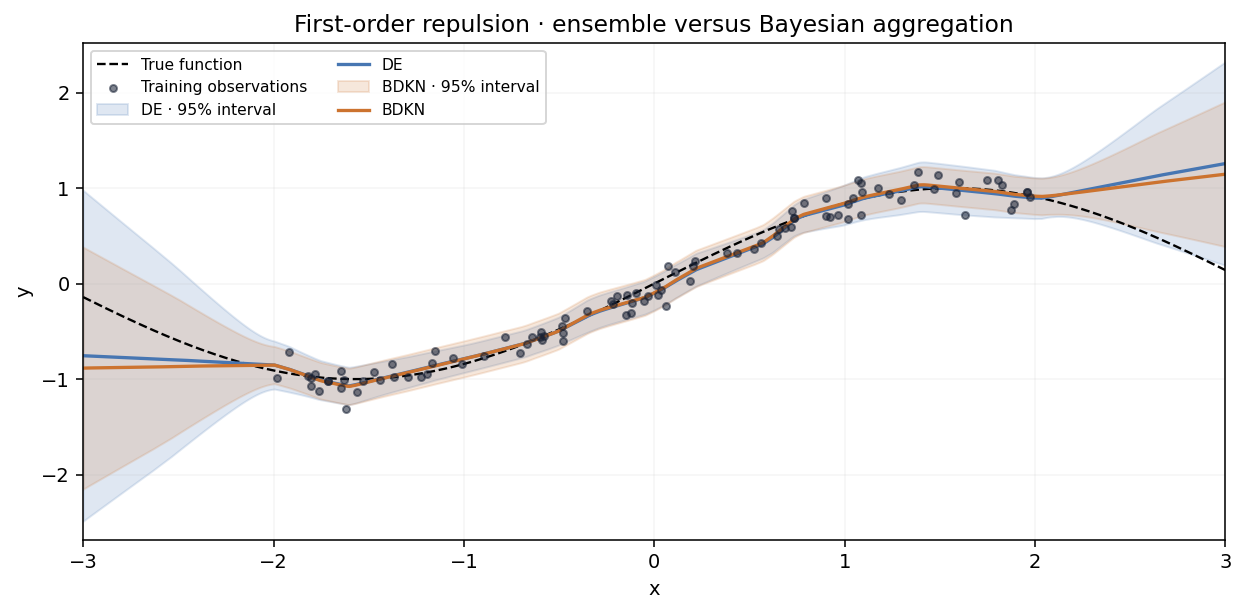 First-order repulsion · ensemble versus Bayesian aggregation
True function
Training observations
DE · 95% interval
DE
BDKN · 95% interval
BDKN
y
2
1
0
−1
−2
−3
−2
−1
0
1
2
3
x